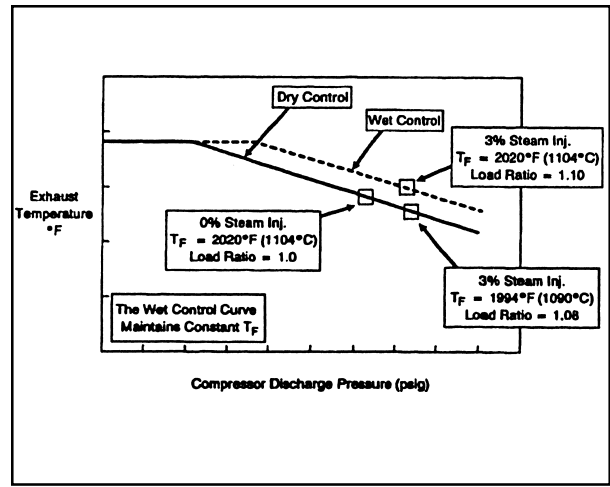 Dry Control
Wet Control
3% Steam Inj.
TF = 2020°F (1104°C)
Load Ratio = 1.10
Exhaust
Temperature
°F
0% Steam Inj.
TF = 2020°F (1104°C)
Load Ratio = 1.0
3% Steam Inj.
TF = 1994°F (1090°C)
Load Ratio = 1.08
The Wet Control Curve
Maintains Constant TF
Compressor Discharge Pressure (psig)